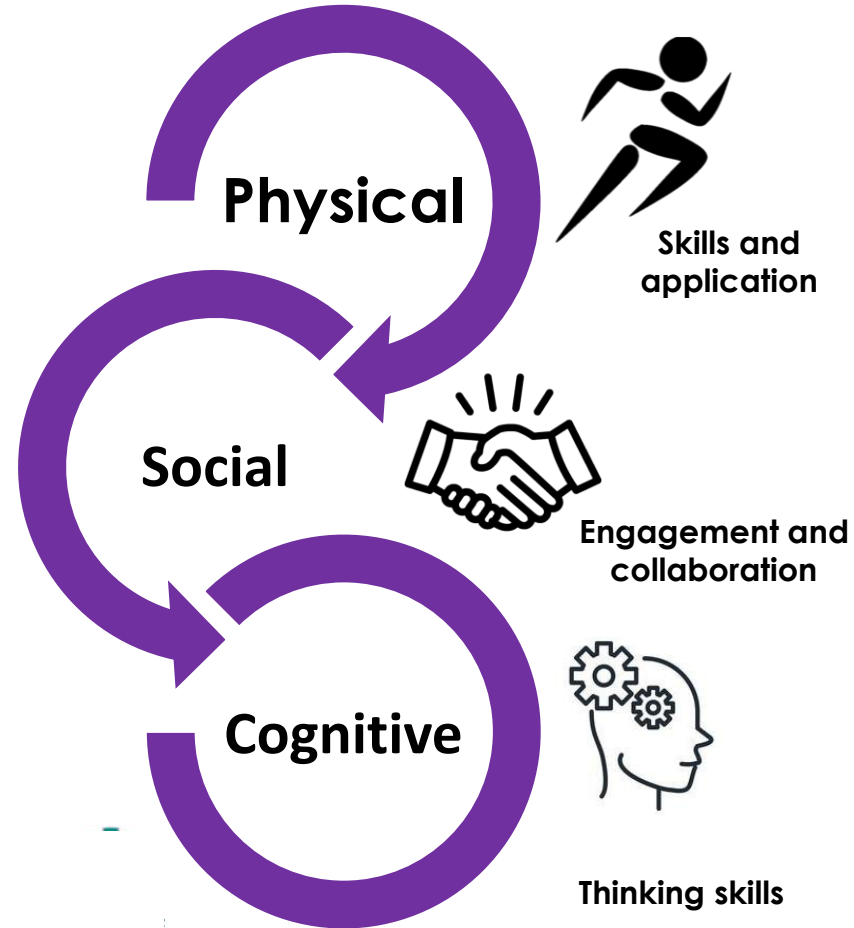 Physical
Skills and
application
Social
Engagement and
collaboration
Cognitive
Thinking skills